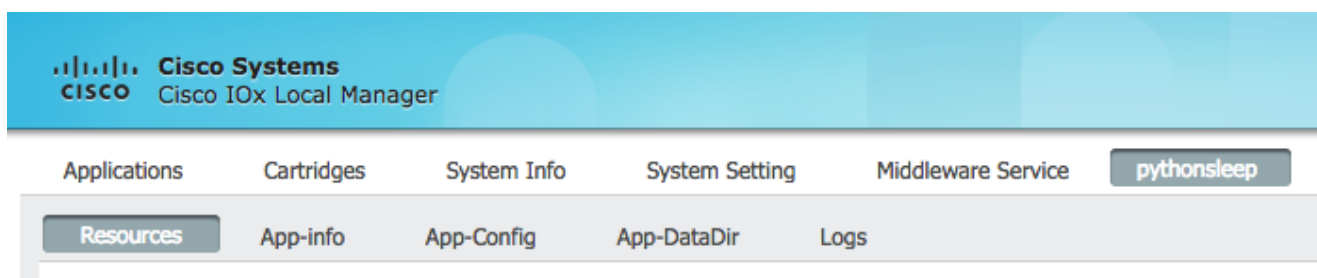 Cisco Systems
CISCO Cisco IOx Local Manager
Applications Cartridges System Info System Setting Middleware Service pythonsleep
Resources App-info App-Config App-DataDir Logs